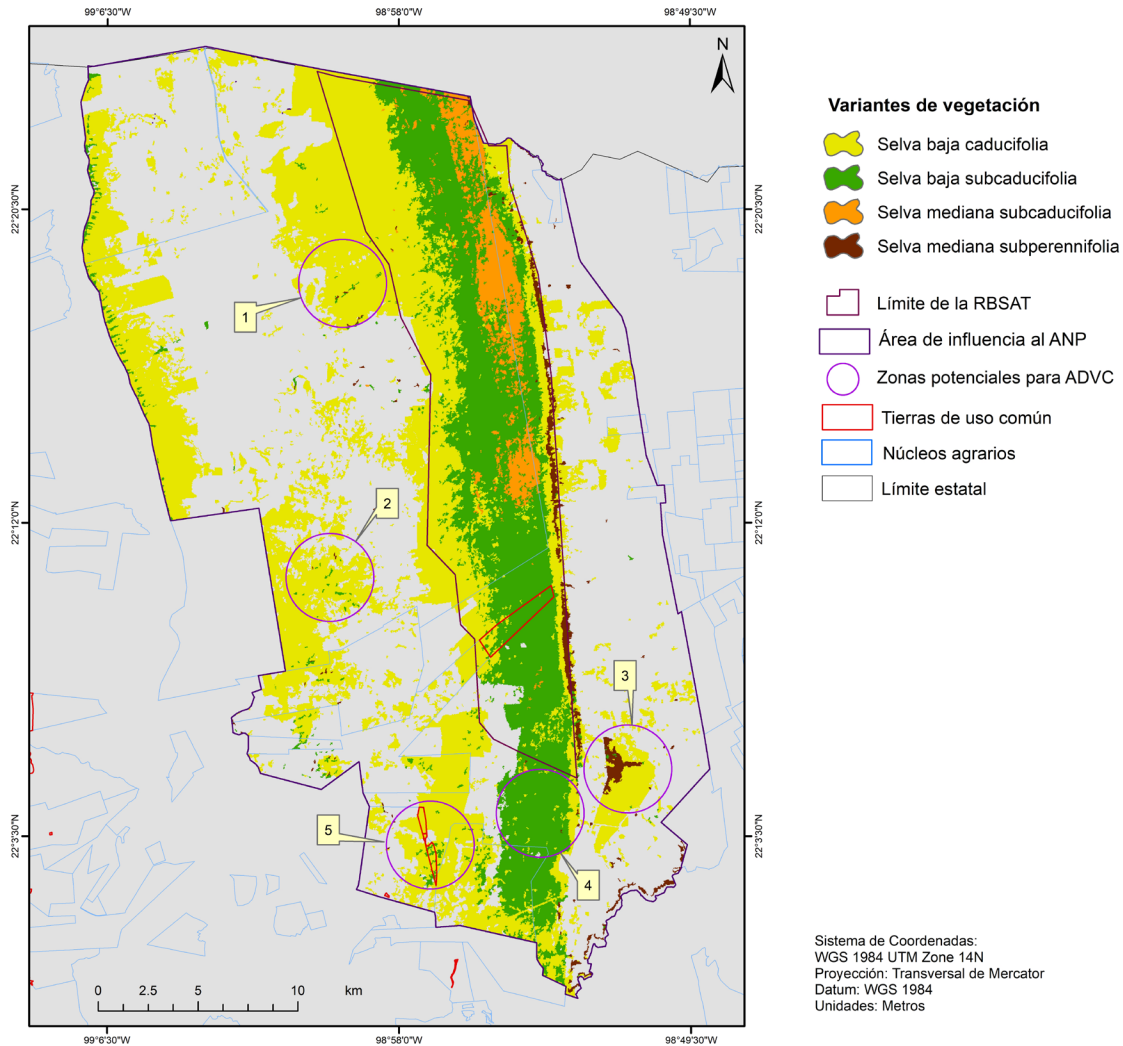 99°6'30"W
98°58'0"W
98°49'30"W
N
22°20'30"N
22°20'30"N
1
2
22°12'0"N
22°12'0"N
3
5
22°3'30"N
22°3'30"N
4
0 2.5 5 10 km
99°6'30"W
98°58'0"W
98°49'30"W
Variantes de vegetación
Selva baja caducifolia
Selva baja subcaducifolia
Selva mediana subcaducifolia
Selva mediana subperennifolia
Límite de la RBSAT
Área de influencia al ANP
Zonas potenciales para ADVC
Tierras de uso común
Núcleos agrarios
Límite estatal
Sistema de Coordenadas:
WGS 1984 UTM Zone 14N
Proyección: Transversal de Mercator
Datum: WGS 1984
Unidades: Metros